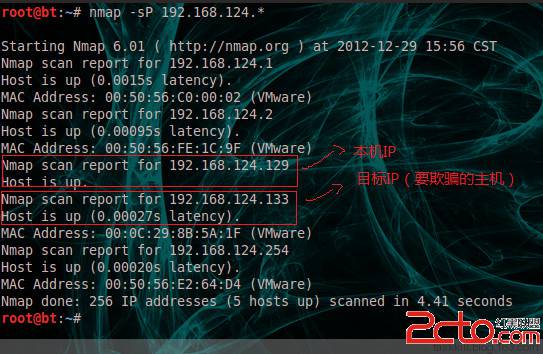 root@bt:~# nmap -sP 192.168.124.*
Starting Nmap 6.01 ( http://nmap.org ) at 2012-12-29 15:56 CST
Nmap scan report for 192.168.124.1
Host is up (0.0015s latency).
MAC Address: 00:50:56:C0:00:02 (VMware)
Nmap scan report for 192.168.124.2
Host is up (0.00095s latency).
MAC Address: 00:50:56:FE:1C:9F (VMware)
Nmap scan report for 192.168.124.129
本机IP
Host is up.
目标IP（要欺骗的主机）
Nmap scan report for 192.168.124.133
Host is up (0.00027s latency).
MAC Address: 00:0C:29:8B:5A:1F (VMware)
Nmap scan report for 192.168.124.254
Host is up (0.00020s latency).
MAC Address: 00:50:56:E2:64:D4 (VMware)
Nmap done: 256 IP addresses (5 hosts up) scanned in 4.41 seconds
root@bt:~#
红黑联盟
2cto.com